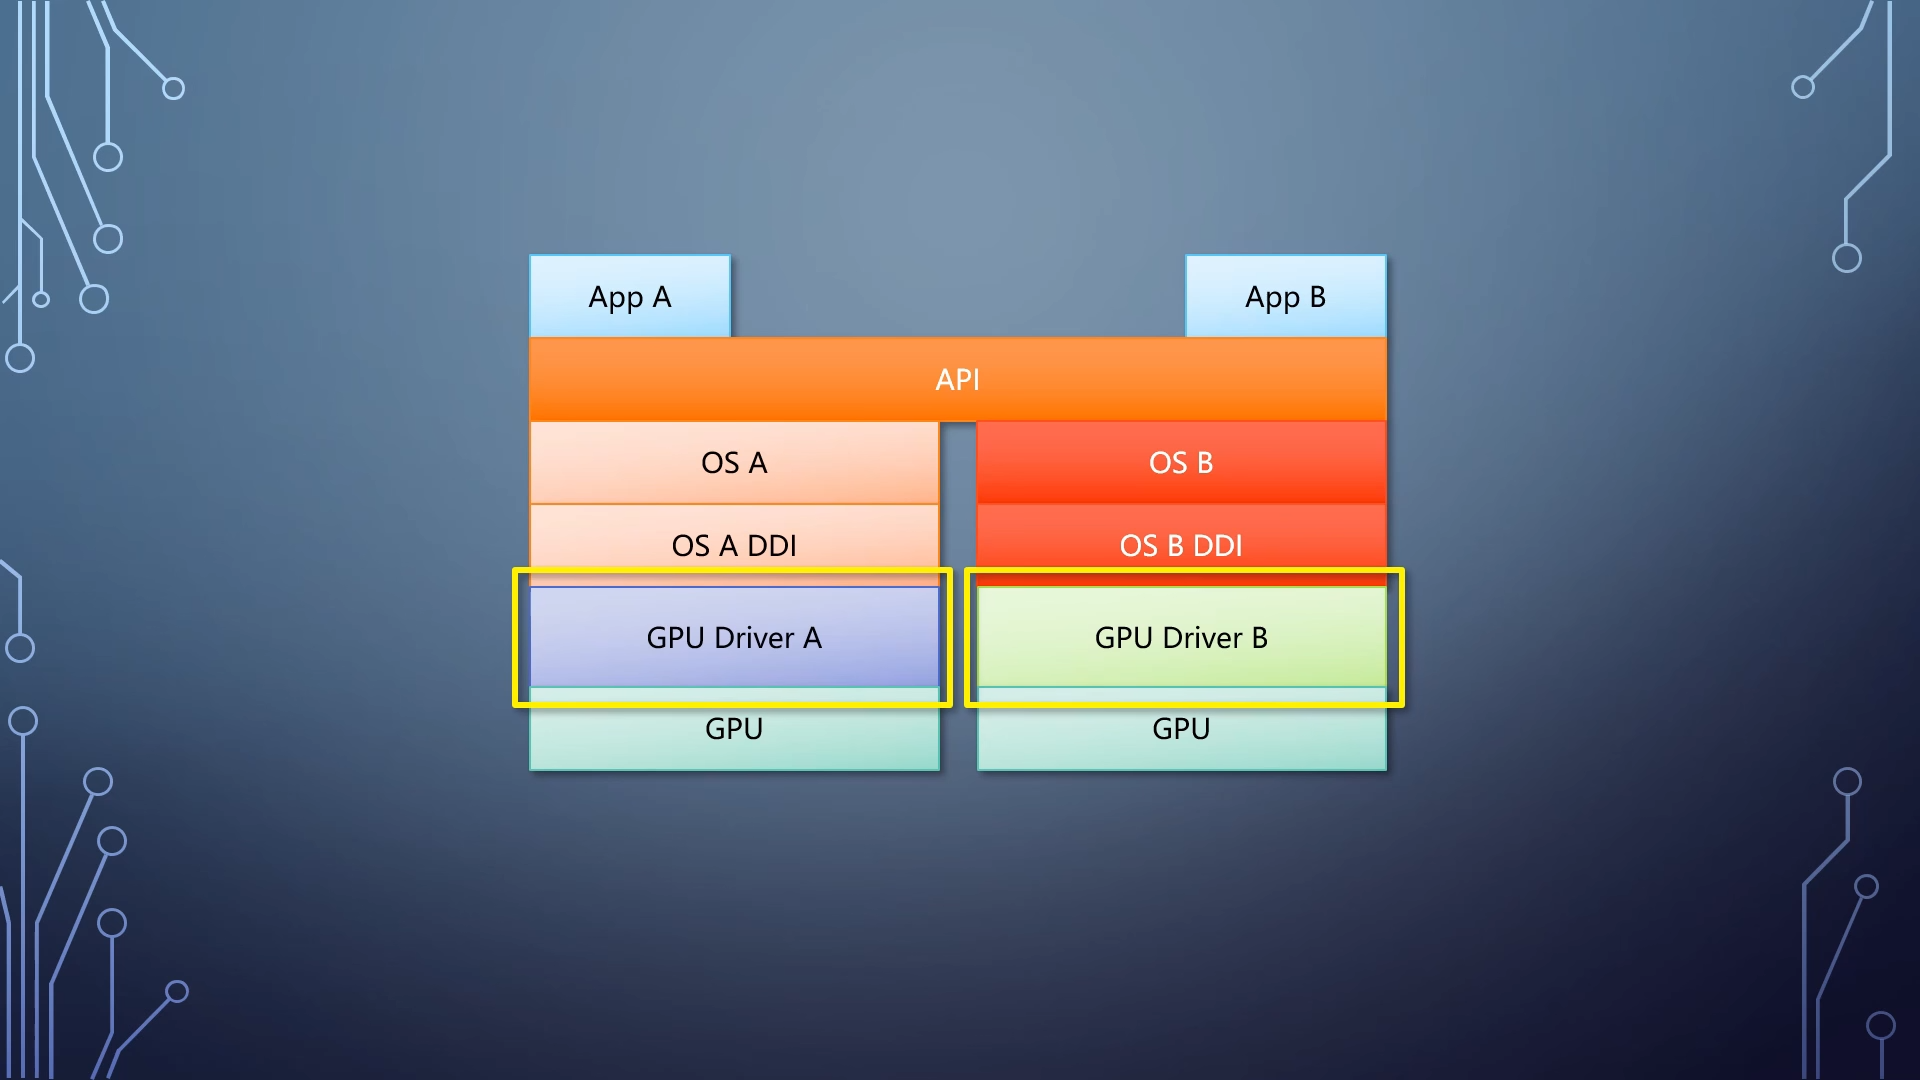 App A
App B
API
OS A
OS B
OS A DDI
OS B DDI
GPU Driver A
GPU Driver B
GPU
GPU